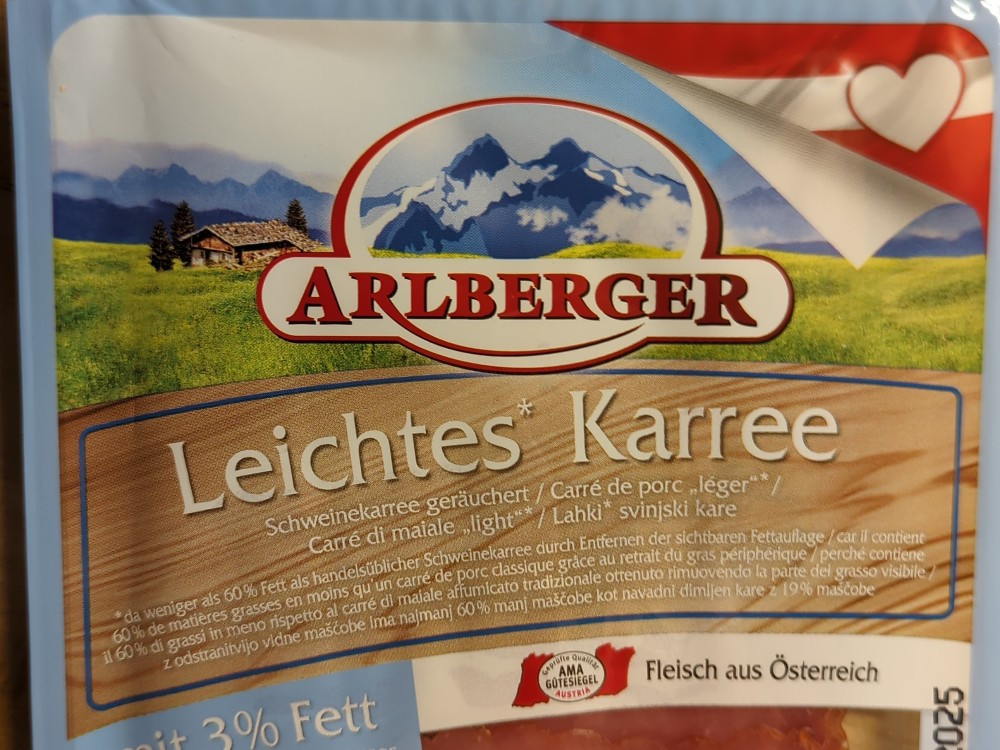 ARLBERGER
Leichtes* Karree
Schweinekarree geräuchert / Carré de porc „léger“* /
Carré di maiale „light“* / Lahki* svinjski kare
*da weniger als 60% Fett als handelsüblicher Schweinekarree durch Entfernen der sichtbaren Fettauflage / car il contient
60% de matières grasses en moins qu'un carré de porc classique grâce au retrait du gras périphérique / perché contiene
il 60% di grassi in meno rispetto al carré di maiale affumicato tradizionale ottenuto rimuovendo la parte del grasso visibile /
z odstranitvijo vidne maščobe ima najmanj 60% manj maščobe kot navadni dimljen kare z 19% maščobe
Geprüfte Qualität
AMA
GÜTESIEGEL
AUSTRIA
Fleisch aus Österreich
mit 3% Fett
025